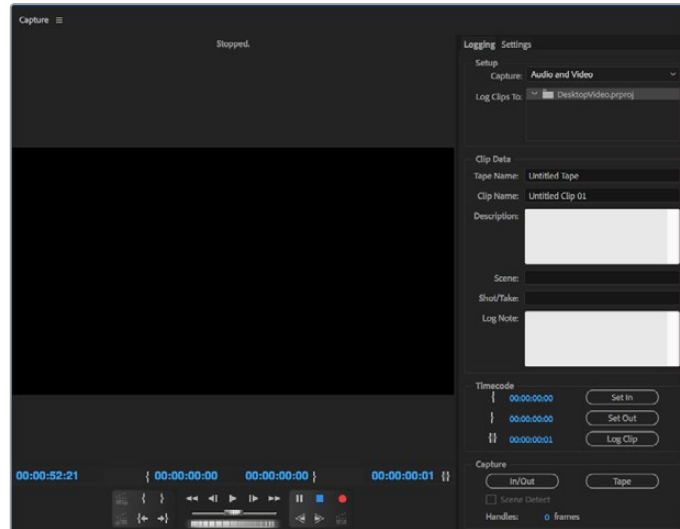 Capture
Stopped.
Logging Settings
Setup
Capture: Audio and Video
Log Clips To: DesktopVideo.prproj
Clip Data
Tape Name: Untitled Tape
Clip Name: Untitled Clip 01
Description:
Scene:
Shot/Take:
Log Note:
Timecode
{ 00:00:00:00 Set In
} 00:00:00:00 Set Out
{} 00:00:00:01 Log Clip
00:00:52:21 { 00:00:00:00 00:00:00:00 } 00:00:00:01 {}
Capture
In/Out Tape
Scene Detect
Handles: 0 frames